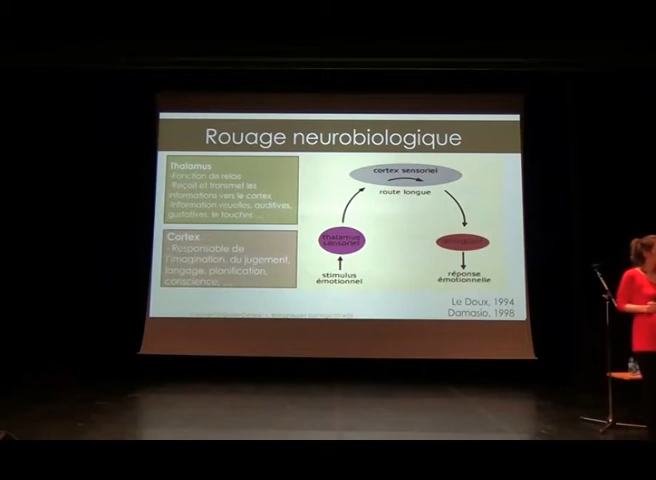 Rouage neurobiologique
Thalamus
-Fonction de relais
-Reçoit et transmet les
informations vers le cortex
-Information visuelles, auditives,
gustatives, le touches ...
Cortex
- Responsable de
l'imagination, du jugement,
langage, planification,
conscience, ...
cortex sensoriel
route longue
thalamus
sensoriel
stimulus
émotionnel
réponse
émotionnelle
Le Doux, 1994
Damasio, 1998